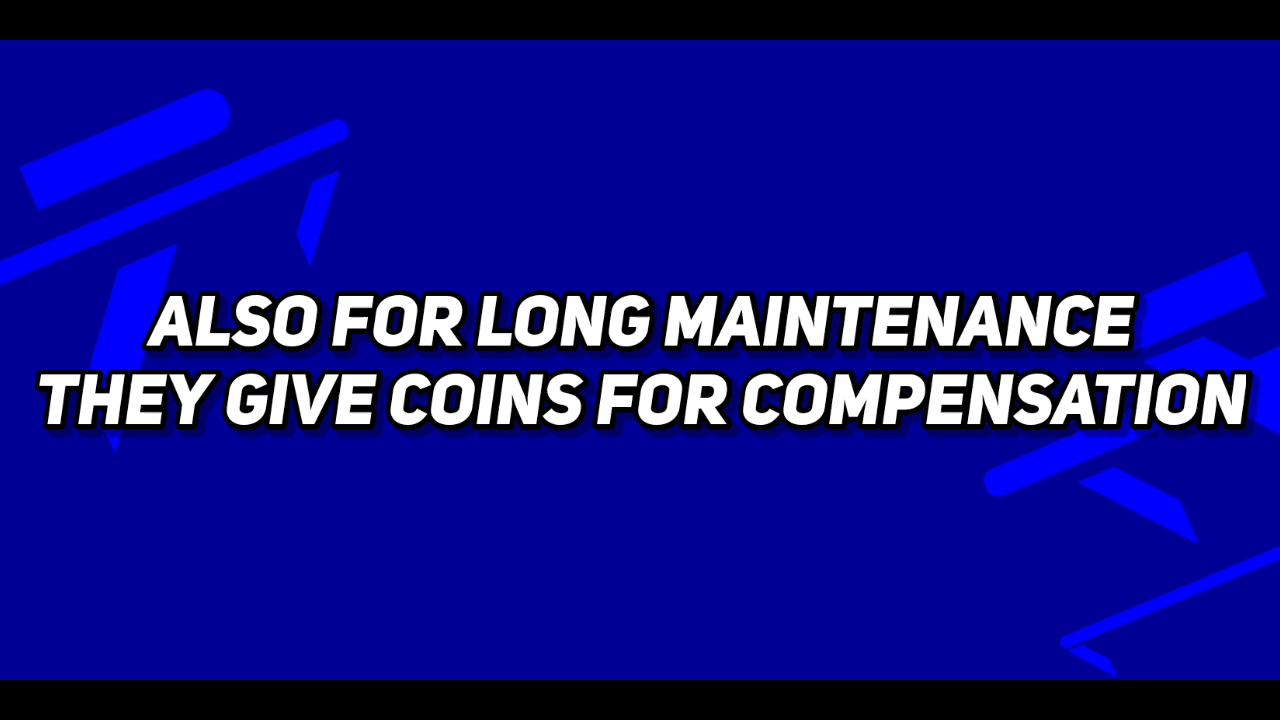 ALSO FOR LONG MAINTENANCE
THEY GIVE COINS FOR COMPENSATION